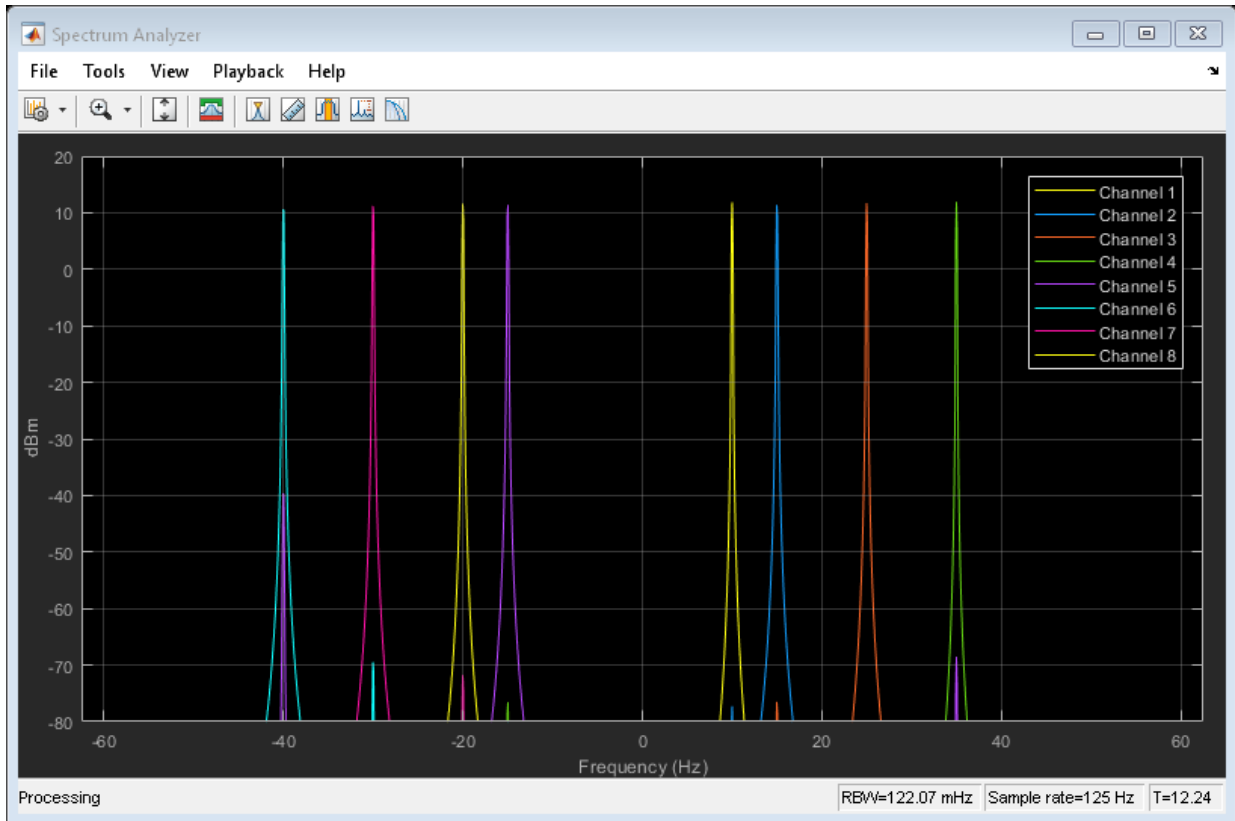 Spectrum Analyzer
File Tools View Playback Help
20
10
0
-10
-20
-30
-40
-50
-60
-70
-80
dBm
Channel 1
Channel 2
Channel 3
Channel 4
Channel 5
Channel 6
Channel 7
Channel 8
-60 -40 -20 0 20 40 60
Frequency (Hz)
Processing RBW=122.07 mHz Sample rate=125 Hz T=12.24